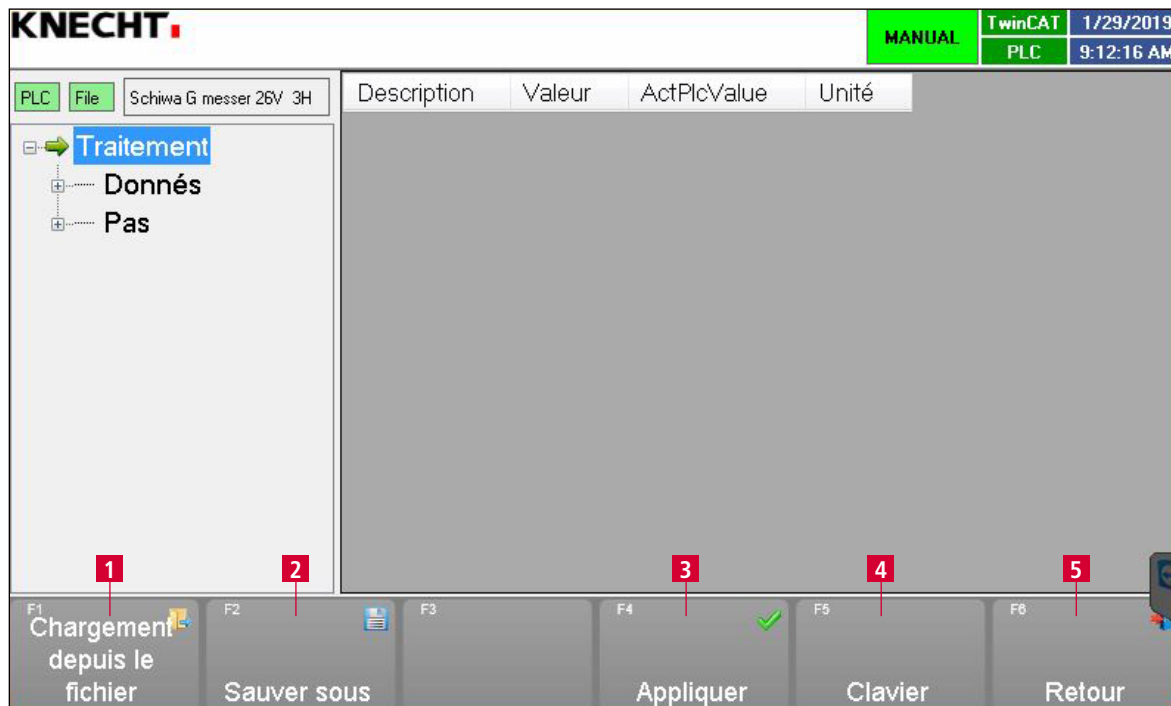 KNECHT
MANUAL
TwinCAT 1/29/2019
PLC 9:12:16 AM
PLC File Schiwa G messer 26V 3H
Description Valeur ActPlcValue Unité
Traitement
Donnés
Pas
1 2 3 4 5
F1 F2 F3 F4 F5 F6
Chargement
depuis le
fichier
Sauver sous
Appliquer
Clavier
Retour